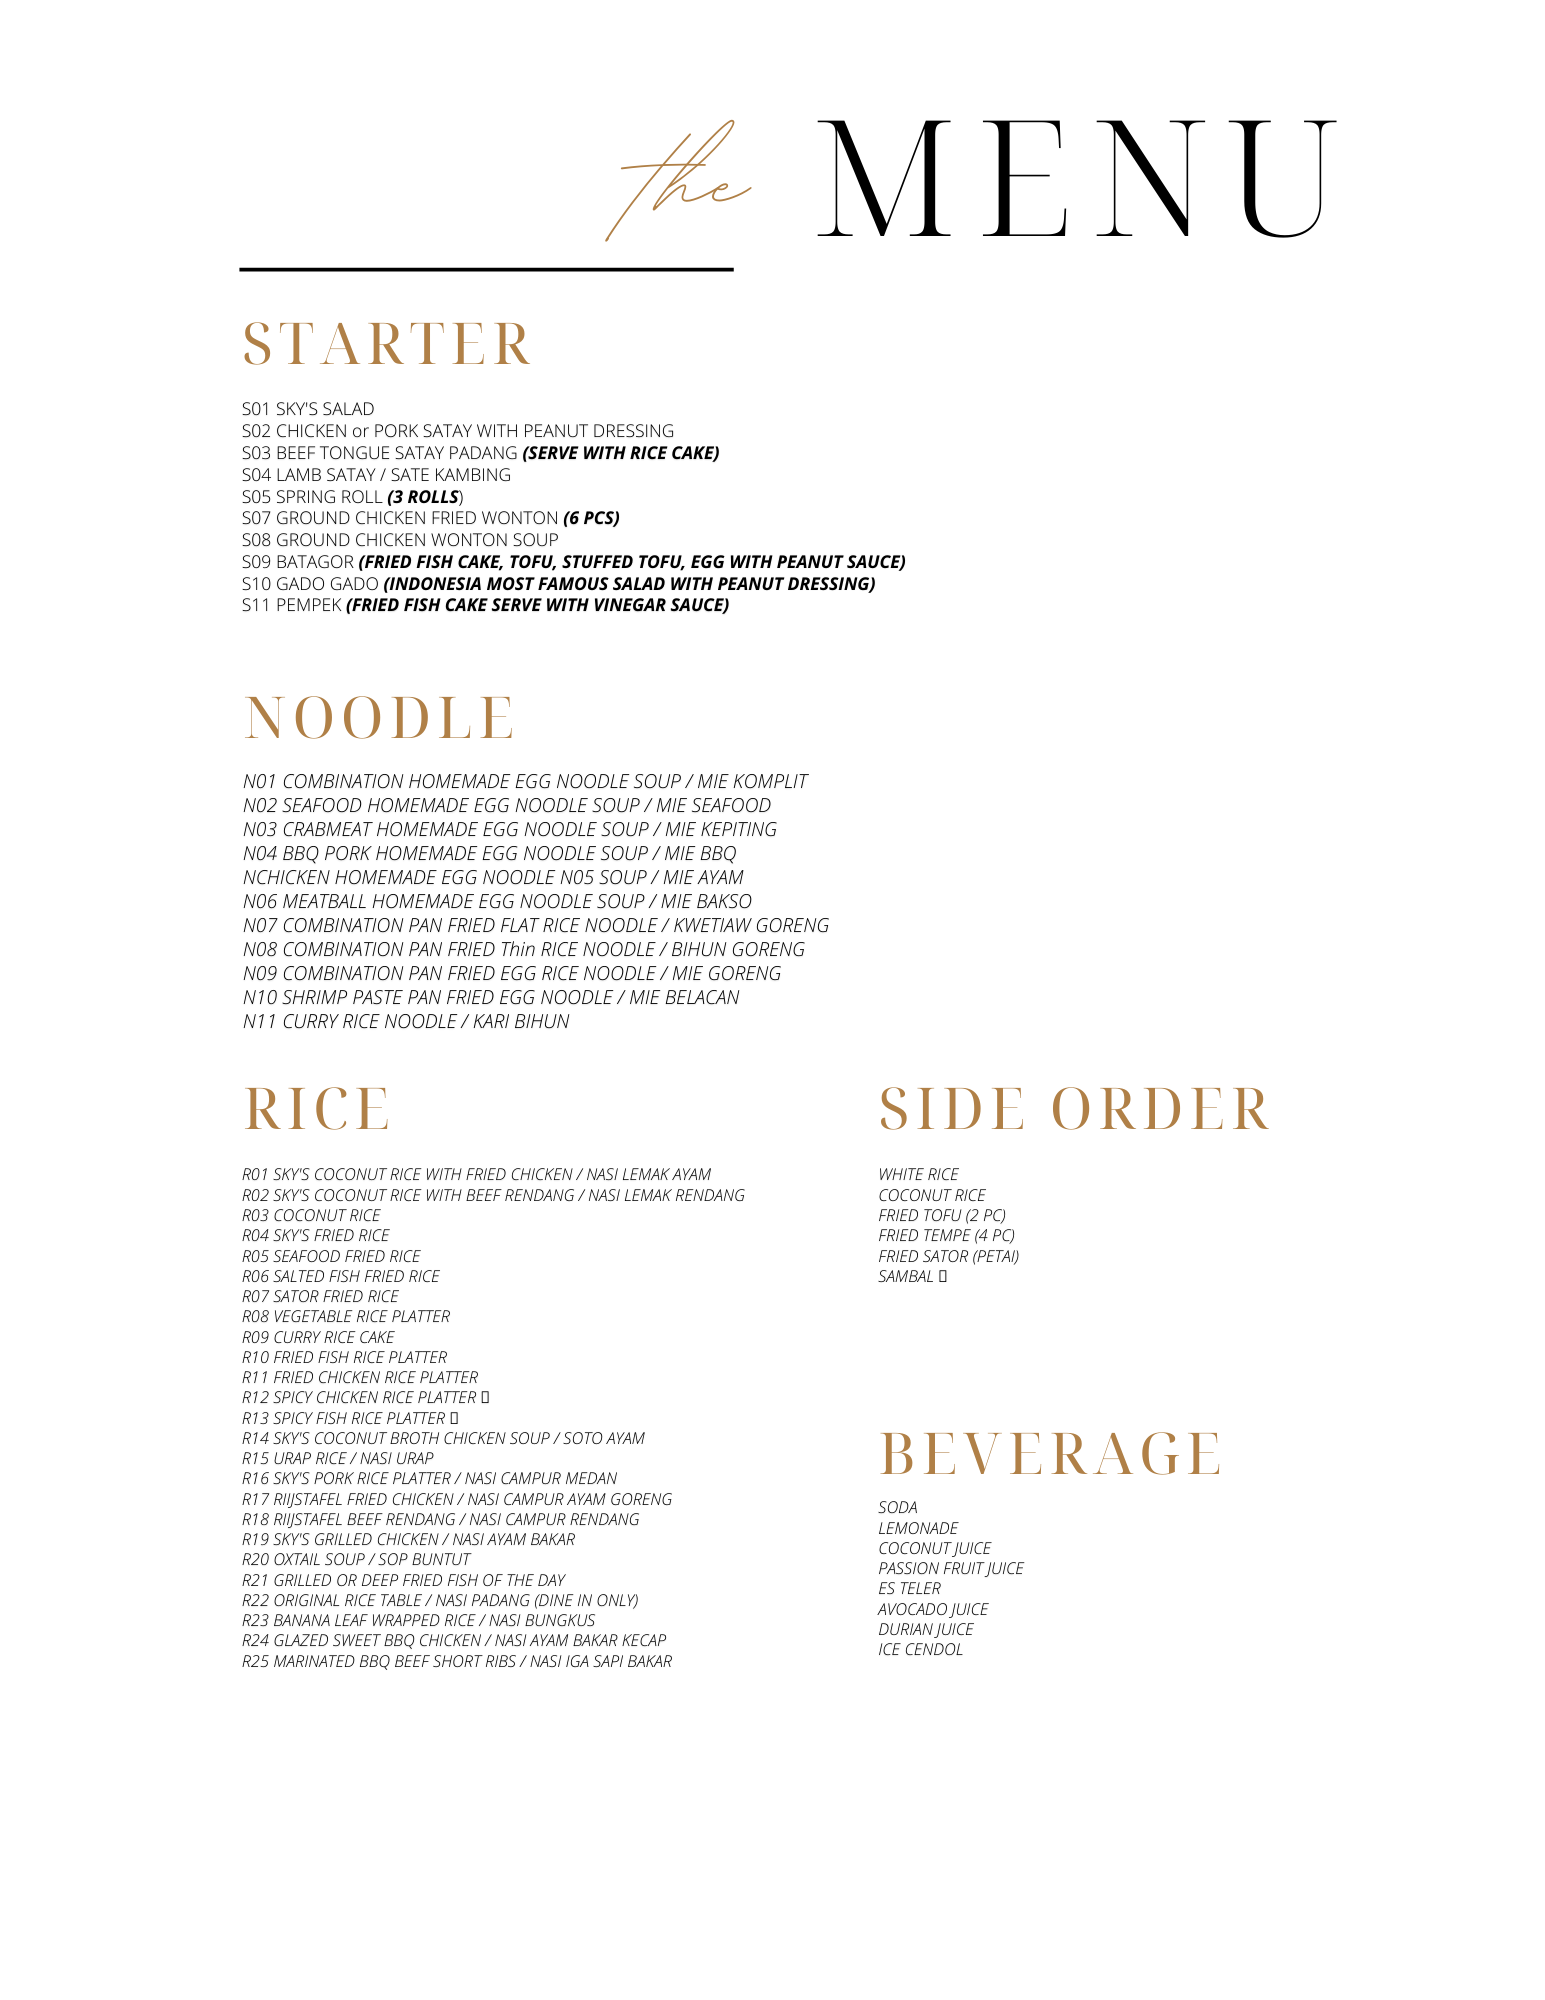 the MENU
STARTER
S01 SKY'S SALAD
S02 CHICKEN or PORK SATAY WITH PEANUT DRESSING
S03 BEEF TONGUE SATAY PADANG (SERVE WITH RICE CAKE)
S04 LAMB SATAY / SATE KAMBING
S05 SPRING ROLL (3 ROLLS)
S07 GROUND CHICKEN FRIED WONTON (6 PCS)
S08 GROUND CHICKEN WONTON SOUP
S09 BATAGOR (FRIED FISH CAKE, TOFU, STUFFED TOFU, EGG WITH PEANUT SAUCE)
S10 GADO GADO (INDONESIA MOST FAMOUS SALAD WITH PEANUT DRESSING)
S11 PEMPEK (FRIED FISH CAKE SERVE WITH VINEGAR SAUCE)
NOODLE
N01 COMBINATION HOMEMADE EGG NOODLE SOUP / MIE KOMPLIT
N02 SEAFOOD HOMEMADE EGG NOODLE SOUP / MIE SEAFOOD
N03 CRABMEAT HOMEMADE EGG NOODLE SOUP / MIE KEPITING
N04 BBQ PORK HOMEMADE EGG NOODLE SOUP / MIE BBQ
NCHICKEN HOMEMADE EGG NOODLE N05 SOUP / MIE AYAM
N06 MEATBALL HOMEMADE EGG NOODLE SOUP / MIE BAKSO
N07 COMBINATION PAN FRIED FLAT RICE NOODLE / KWETIAW GORENG
N08 COMBINATION PAN FRIED Thin RICE NOODLE / BIHUN GORENG
N09 COMBINATION PAN FRIED EGG RICE NOODLE / MIE GORENG
N10 SHRIMP PASTE PAN FRIED EGG NOODLE / MIE BELACAN
N11 CURRY RICE NOODLE / KARI BIHUN
RICE
R01 SKY'S COCONUT RICE WITH FRIED CHICKEN / NASI LEMAK AYAM
R02 SKY'S COCONUT RICE WITH BEEF RENDANG / NASI LEMAK RENDANG
R03 COCONUT RICE
R04 SKY'S FRIED RICE
R05 SEAFOOD FRIED RICE
R06 SALTED FISH FRIED RICE
R07 SATOR FRIED RICE
R08 VEGETABLE RICE PLATTER
R09 CURRY RICE CAKE
R10 FRIED FISH RICE PLATTER
R11 FRIED CHICKEN RICE PLATTER
R12 SPICY CHICKEN RICE PLATTER
R13 SPICY FISH RICE PLATTER
R14 SKY'S COCONUT BROTH CHICKEN SOUP / SOTO AYAM
R15 URAP RICE / NASI URAP
R16 SKY'S PORK RICE PLATTER / NASI CAMPUR MEDAN
R17 RIIJSTAFEL FRIED CHICKEN / NASI CAMPUR AYAM GORENG
R18 RIIJSTAFEL BEEF RENDANG / NASI CAMPUR RENDANG
R19 SKY'S GRILLED CHICKEN / NASI AYAM BAKAR
R20 OXTAIL SOUP / SOP BUNTUT
R21 GRILLED OR DEEP FRIED FISH OF THE DAY
R22 ORIGINAL RICE TABLE / NASI PADANG (DINE IN ONLY)
R23 BANANA LEAF WRAPPED RICE / NASI BUNGKUS
R24 GLAZED SWEET BBQ CHICKEN / NASI AYAM BAKAR KECAP
R25 MARINATED BBQ BEEF SHORT RIBS / NASI IGA SAPI BAKAR
SIDE ORDER
WHITE RICE
COCONUT RICE
FRIED TOFU (2 PC)
FRIED TEMPE (4 PC)
FRIED SATOR (PETAI)
SAMBAL
BEVERAGE
SODA
LEMONADE
COCONUT JUICE
PASSION FRUIT JUICE
ES TELER
AVOCADO JUICE
DURIAN JUICE
ICE CENDOL